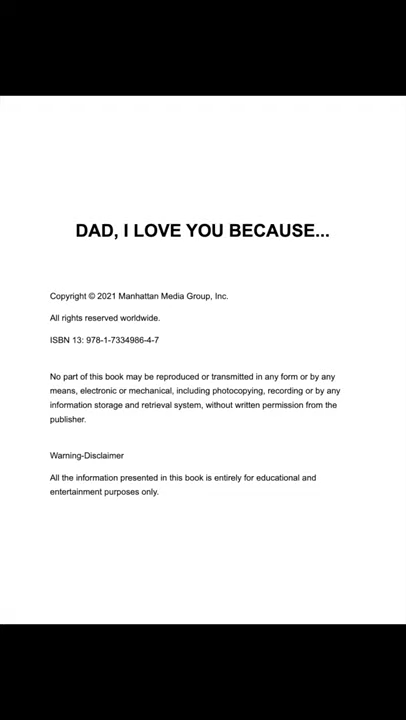 DAD, I LOVE YOU BECAUSE...
Copyright © 2021 Manhattan Media Group, Inc.
All rights reserved worldwide.
ISBN 13: 978-1-7334986-4-7
No part of this book may be reproduced or transmitted in any form or by any
means, electronic or mechanical, including photocopying, recording or by any
information storage and retrieval system, without written permission from the
publisher.
Warning-Disclaimer
All the information presented in this book is entirely for educational and
entertainment purposes only.